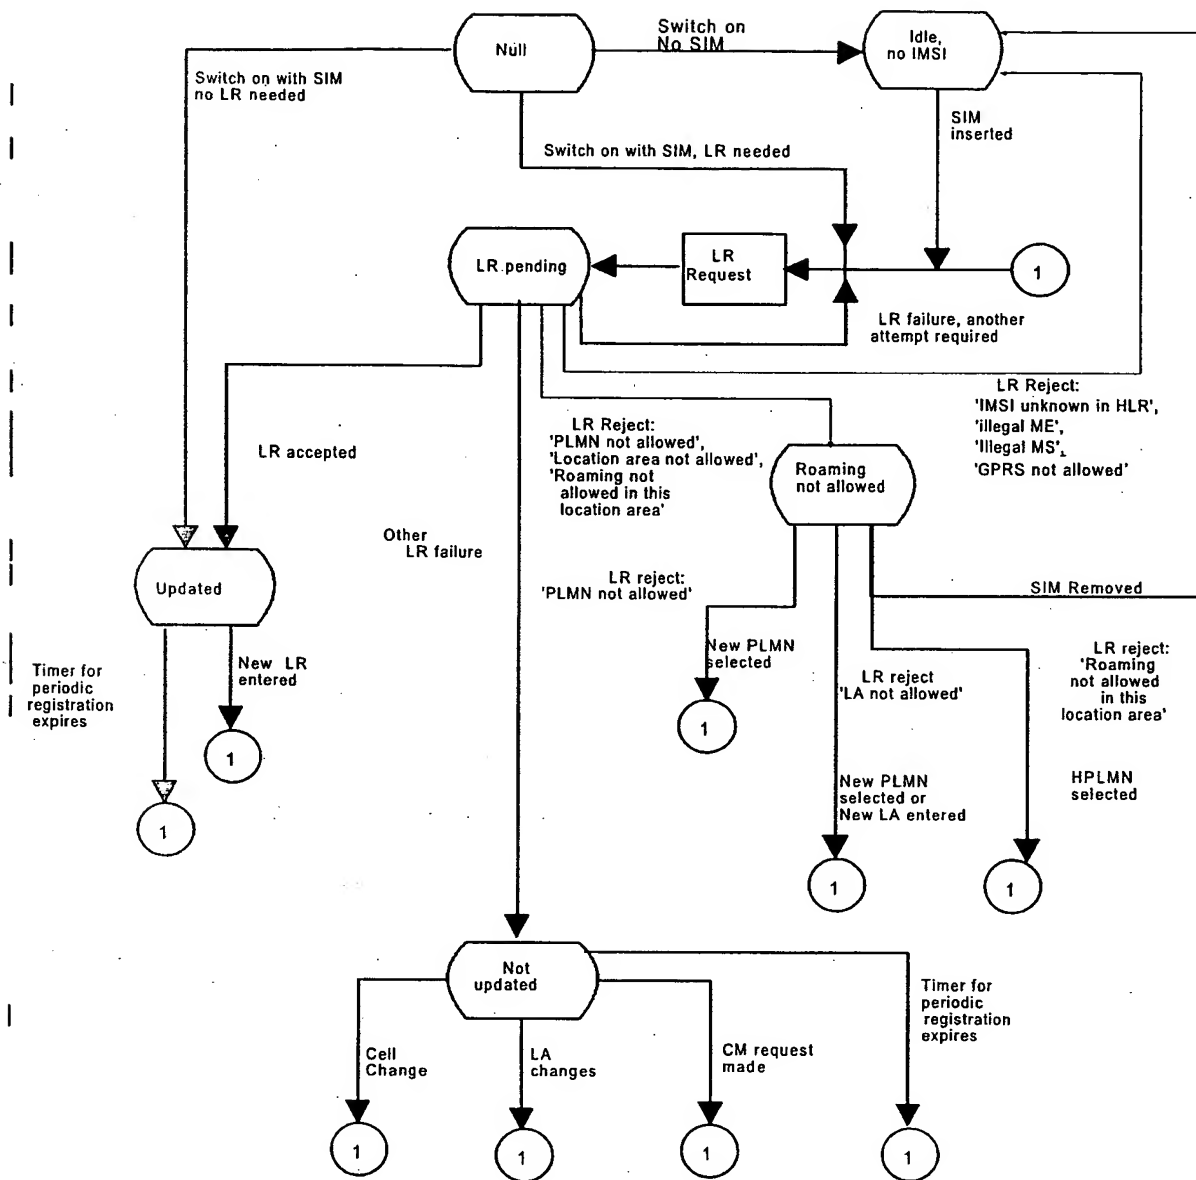 Null
Switch on
No SIM
Idle,
no IMSI
Switch on with SIM
no LR needed
SIM
inserted
Switch on with SIM, LR needed
LR pending
LR
Request
1
LR failure, another
attempt required
LR Reject:
'IMSI unknown in HLR',
'illegal ME',
'Illegal MS',
'GPRS not allowed'
LR Reject:
'PLMN not allowed',
'Location area not allowed',
'Roaming not
allowed in this
location area'
LR accepted
Roaming
not allowed
Other
LR failure
Updated
LR reject:
'PLMN not allowed'
SIM Removed
Timer for
periodic
registration
expires
New LR
entered
New PLMN
selected
LR reject
'LA not allowed'
LR reject:
'Roaming
not allowed
in this
location area'
1
1
1
New PLMN
selected or
New LA entered
HPLMN
selected
1
1
Not
updated
Timer for
periodic
registration
expires
Cell
Change
LA
changes
CM request
made
1
1
1
1